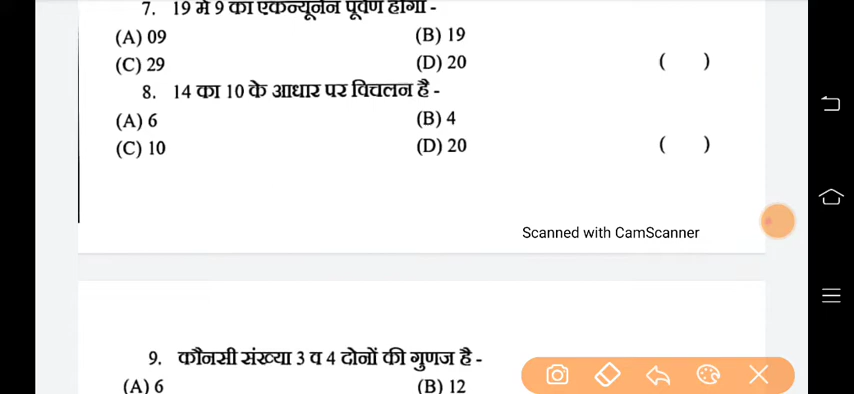 7. 19 में 9 का एकन्यूनेन पूर्वेण होगा -
(A) 09 (B) 19
(C) 29 (D) 20 ( )
8. 14 का 10 के आधार पर विचलन है -
(A) 6 (B) 4
(C) 10 (D) 20 ( )
Scanned with CamScanner
9. कौनसी संख्या 3 व 4 दोनों की गुणज है -
(A) 6 (B) 12